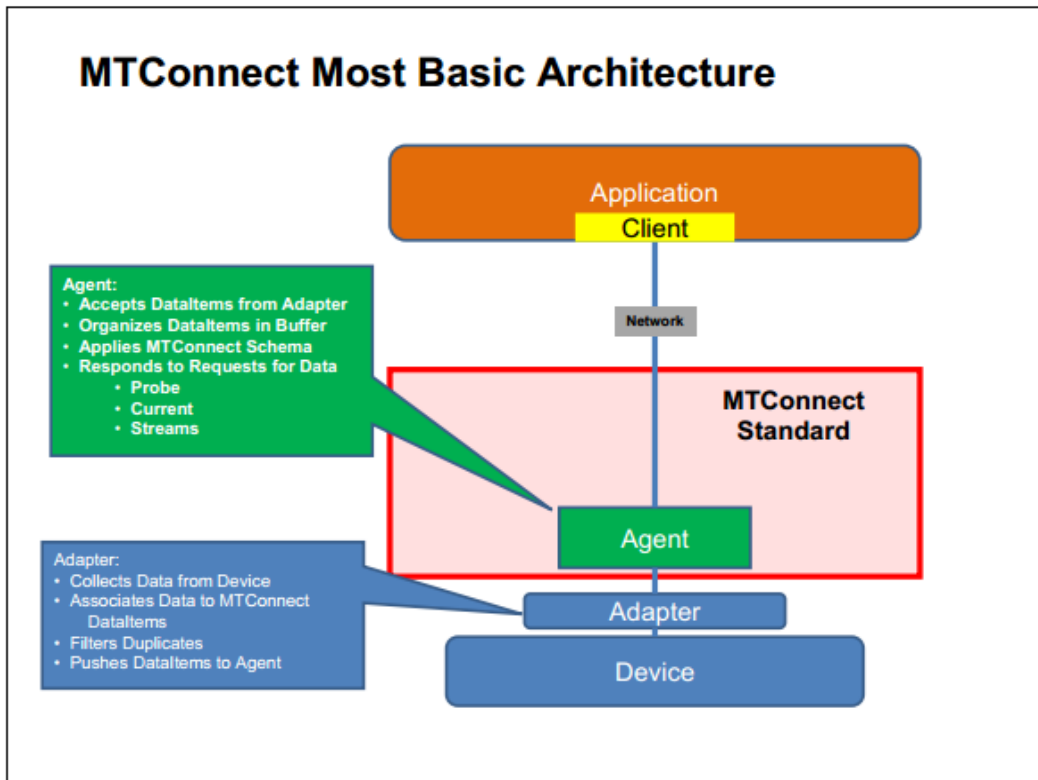 MTConnect Most Basic Architecture
Application
Client
Agent:
• Accepts DataItems from Adapter
• Organizes DataItems in Buffer
• Applies MTConnect Schema
• Responds to Requests for Data
• Probe
• Current
• Streams
Network
MTConnect
Standard
Agent
Adapter:
• Collects Data from Device
• Associates Data to MTConnect
DataItems
• Filters Duplicates
• Pushes DataItems to Agent
Adapter
Device